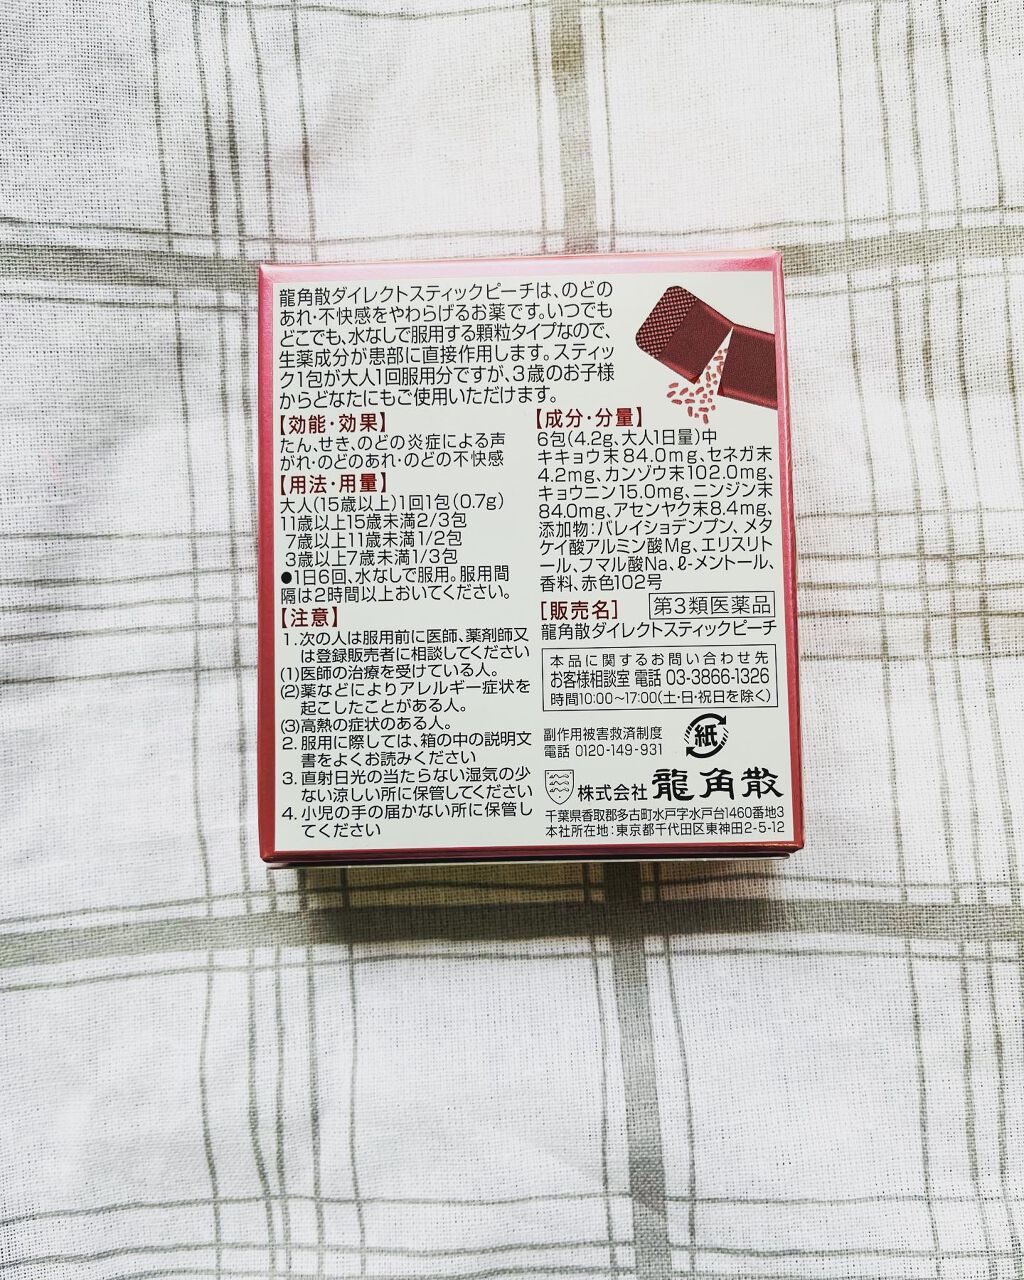 龍角散ダイレクトスティックピーチは、のどの
あれ・不快感をやわらげるお薬です。いつでも
どこでも、水なしで服用する顆粒タイプなので、
生薬成分が患部に直接作用します。スティッ
ク1包が大人1回服用分ですが、3歳のお子様
からどなたにもご使用いただけます。
【効能・効果】
たん、せき、のどの炎症による声
がれ・のどのあれ・のどの不快感
【用法・用量】
大人(15歳以上)1回1包(0.7g)
11歳以上15歳未満2/3包
7歳以上11歳未満1/2包
3歳以上7歳未満1/3包
●1日6回、水なしで服用。服用間
隔は2時間以上おいてください。
【注意】
1. 次の人は服用前に医師、薬剤師又
は登録販売者に相談してください
(1)医師の治療を受けている人。
(2)薬などによりアレルギー症状を
起こしたことがある人。
(3)高熱の症状のある人。
2. 服用に際しては、箱の中の説明文
書をよくお読みください
3. 直射日光の当たらない湿気の少
ない涼しい所に保管してください
4. 小児の手の届かない所に保管し
てください
【成分・分量】
6包(4.2g、大人1日量)中
キキョウ末84.0mg、セネガ末
4.2mg、カンゾウ末102.0mg、
キョウニン15.0mg、ニンジン末
84.0mg、アセンヤク末8.4mg、
添加物:バレイショデンプン、メタ
ケイ酸アルミン酸Mg、エリスリト
ール、フマル酸Na、ℓ-メントール、
香料、赤色102号
[販売名] 第3類医薬品
龍角散ダイレクトスティックピーチ
本品に関するお問い合わせ先
お客様相談室 電話 03-3866-1326
時間10:00〜17:00(土・日・祝日を除く)
副作用被害救済制度
電話 0120-149-931
紙
株式会社 龍角散
千葉県香取郡多古町水戸字水戸台1460番地3
本社所在地:東京都千代田区東神田2-5-12